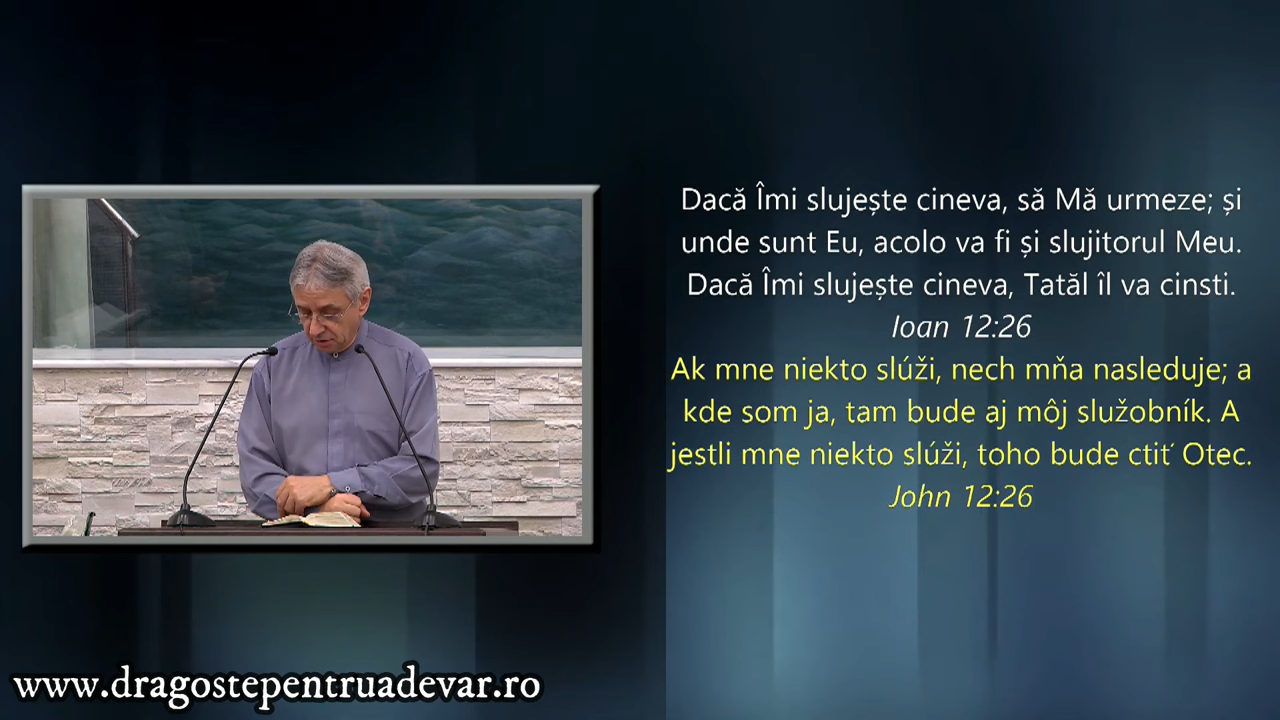 Dacă Îmi slujește cineva, să Mă urmeze; și
unde sunt Eu, acolo va fi și slujitorul Meu.
Dacă Îmi slujește cineva, Tatăl îl va cinsti.
Ioan 12:26
Ak mne niekto slúži, nech mňa nasleduje; a
kde som ja, tam bude aj môj služobník. A
jestli mne niekto slúži, toho bude ctiť Otec.
John 12:26
www.dragostepentruadevar.ro